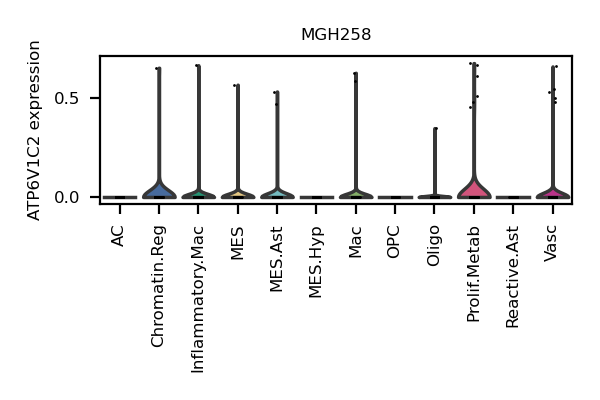 MGH258
ATP6V1C2 expression
0.5
0.0
AC
Chromatin.Reg
Inflammatory.Mac
MES
MES.Ast
MES.Hyp
Mac
OPC
Oligo
Prolif.Metab
Reactive.Ast
Vasc